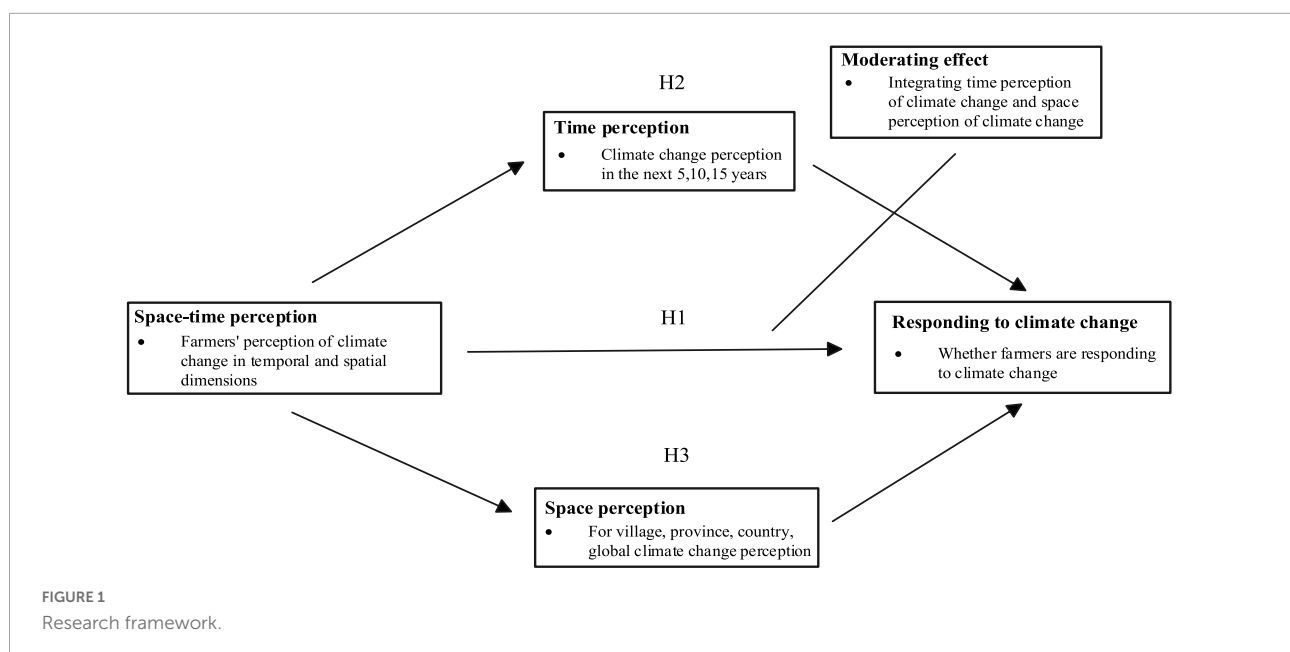 Moderating effect
• Integrating time perception
of climate change and space
perception of climate change
H2
Time perception
• Climate change perception
in the next 5,10,15 years
Space-time perception
• Farmers' perception of climate
change in temporal and spatial
dimensions
H1
Responding to climate change
• Whether farmers are responding
to climate change
H3
Space perception
• For village, province, country,
global climate change perception
FIGURE 1
Research framework.